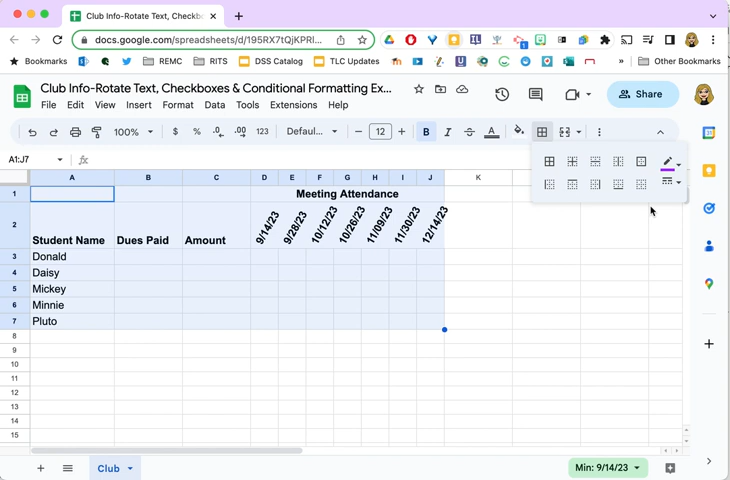 Club Info-Rotate Text, Checkbo
docs.google.com/spreadsheets/d/195RX7tQjKPRI...
Bookmarks REMC RITS DSS Catalog TLC Updates » Other Bookmarks
Club Info-Rotate Text, Checkboxes & Conditional Formatting Ex...
File Edit View Insert Format Data Tools Extensions Help
Share
100% $ % .0 .00 123 Defaul... − 12 + B I S A
A1:J7 fx
A B C D E F G H I J K
1 Meeting Attendance
2 Student Name Dues Paid Amount 9/14/23 9/28/23 10/12/23 10/26/23 11/09/23 11/30/23 12/14/23
3 Donald
4 Daisy
5 Mickey
6 Minnie
7 Pluto
8
9
10
11
12
13
14
15
Club
Min: 9/14/23